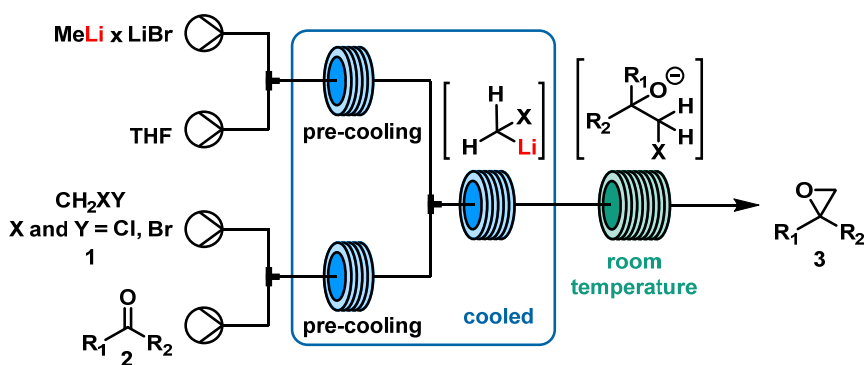 MeLi x LiBr
THF
pre-cooling
CH₂XY
X and Y = Cl, Br
1
O
R₁ R₂
2
pre-cooling
H
X
H
Li
cooled
R₁
O⊖
R₂
H
H
X
room
temperature
O
R₁ R₂
3